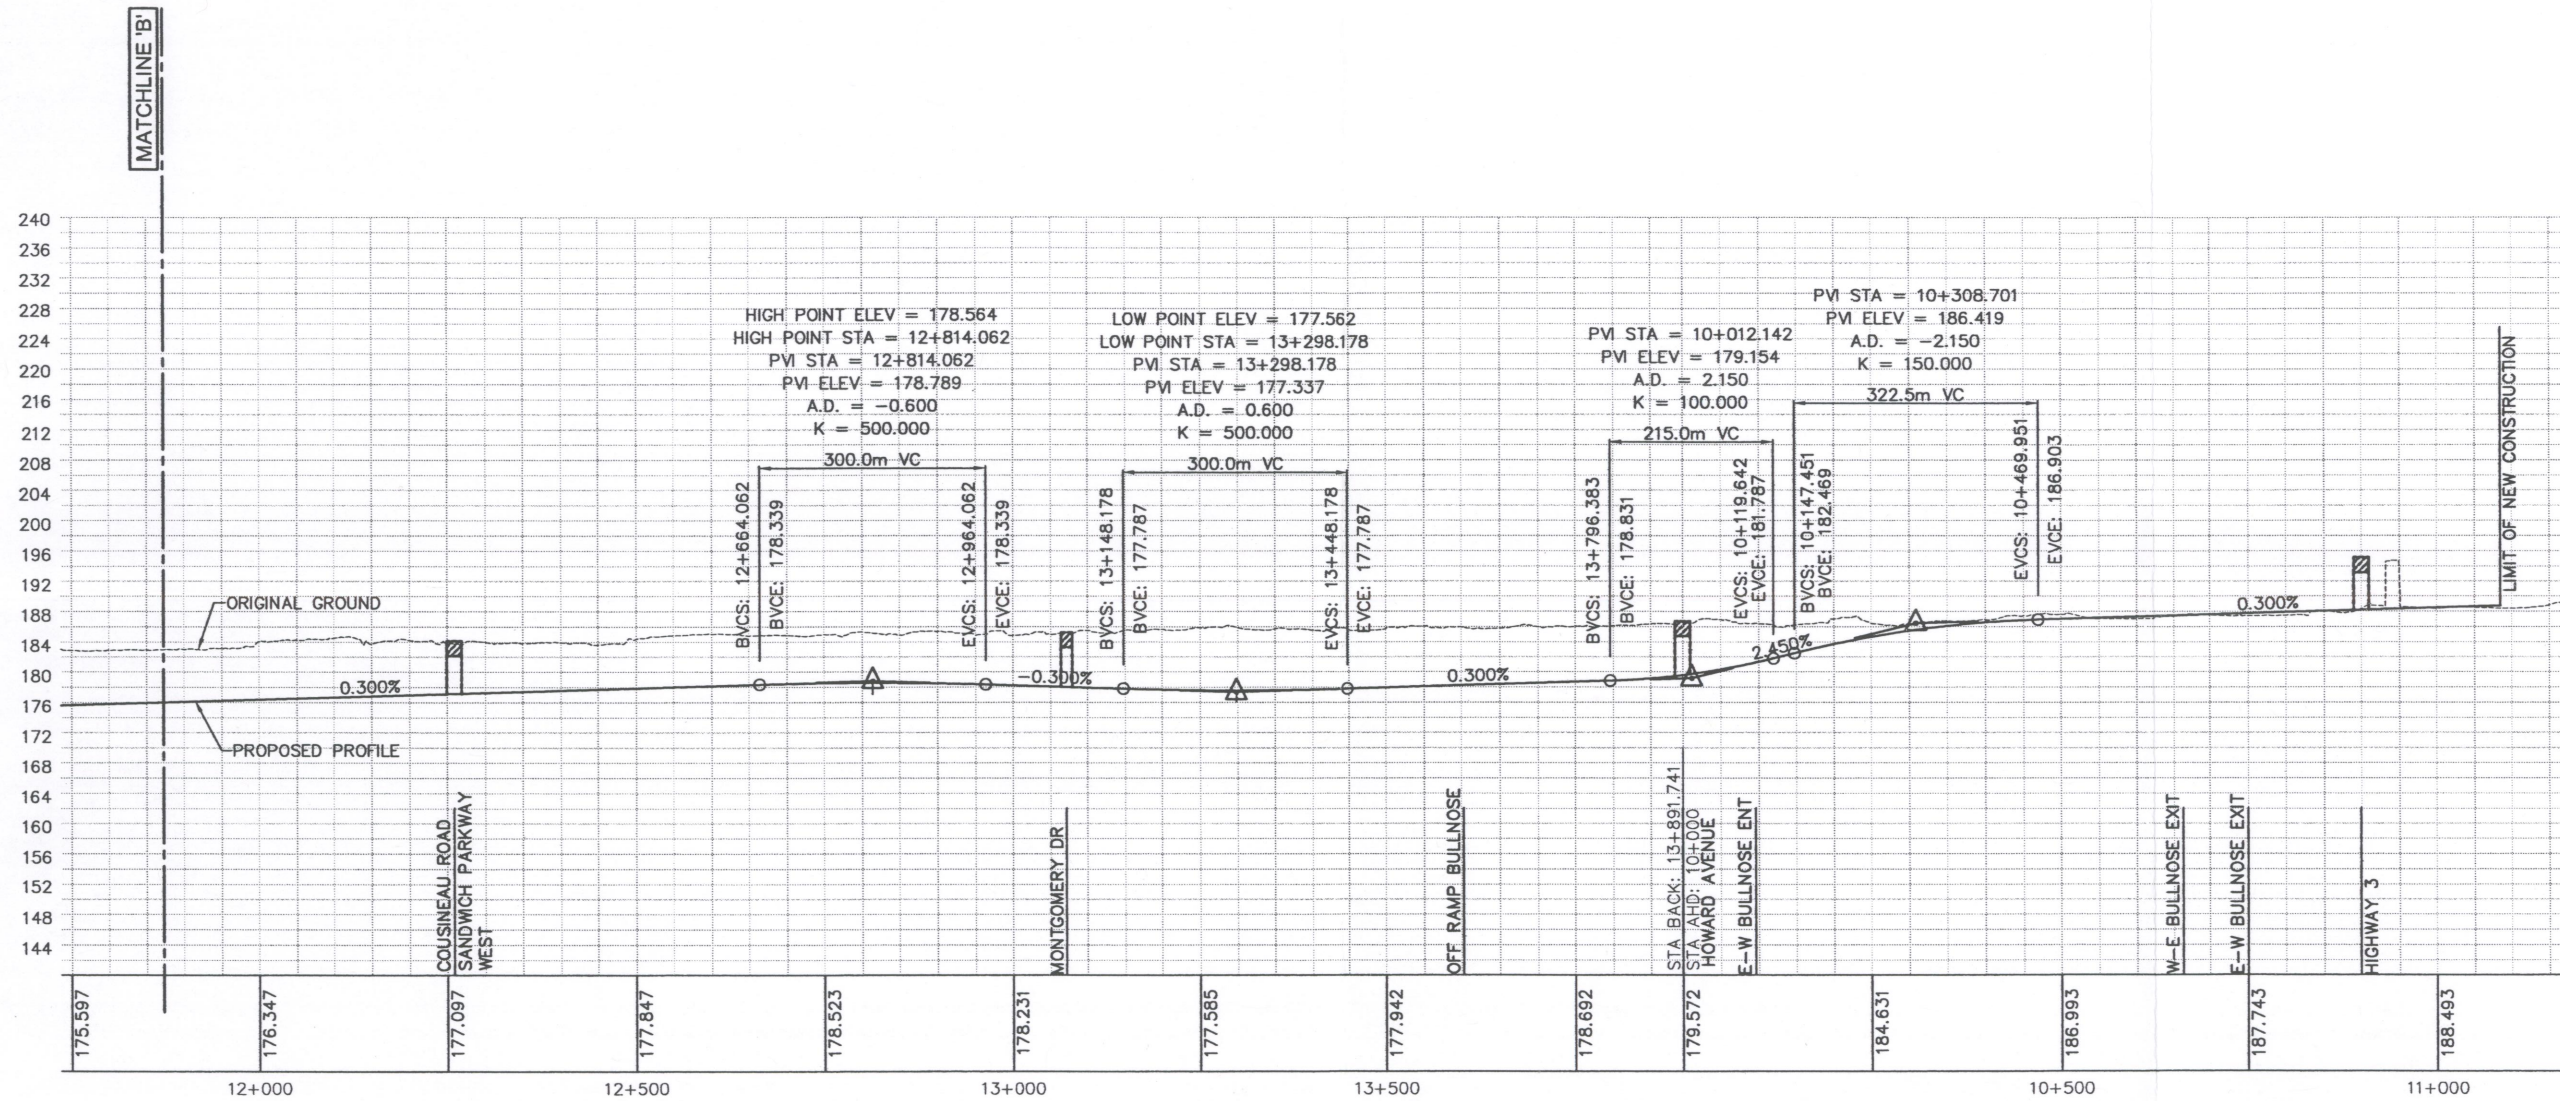 MATCHLINE 'B'
240
236
232
228
224
220
216
212
208
204
200
196
192
188
184
180
176
172
168
164
160
156
152
148
144
HIGH POINT ELEV = 178.564
HIGH POINT STA = 12+814.062
PVI STA = 12+814.062
PVI ELEV = 178.789
A.D. = −0.600
K = 500.000
300.0m VC
BVCS: 12+664.062
BVCE: 178.339
EVCS: 12+964.062
EVCE: 178.339
LOW POINT ELEV = 177.562
LOW POINT STA = 13+298.178
PVI STA = 13+298.178
PVI ELEV = 177.337
A.D. = 0.600
K = 500.000
300.0m VC
BVCS: 13+148.178
BVCE: 177.787
EVCS: 13+448.178
EVCE: 177.787
PVI STA = 10+012.142
PVI ELEV = 179.154
A.D. = 2.150
K = 100.000
215.0m VC
BVCS: 13+796.383
BVCE: 178.831
EVCS: 10+119.642
EVCE: 181.787
PVI STA = 10+308.701
PVI ELEV = 186.419
A.D. = −2.150
K = 150.000
322.5m VC
BVCS: 10+147.451
BVCE: 182.469
EVCS: 10+469.951
EVCE: 186.903
LIMIT OF NEW CONSTRUCTION
ORIGINAL GROUND
PROPOSED PROFILE
0.300%
−0.300%
0.300%
2.450%
0.300%
COUSINEAU ROAD
SANDWICH PARKWAY
WEST
MONTGOMERY DR
OFF RAMP BULLNOSE
STA BACK: 13+891.741
STA AHD: 10+000
HOWARD AVENUE
E−W BULLNOSE ENT
W−E BULLNOSE EXIT
E−W BULLNOSE EXIT
HIGHWAY 3
175.597
176.347
177.097
177.847
178.523
178.231
177.585
177.942
178.692
179.572
184.631
186.993
187.743
188.493
12+000
12+500
13+000
13+500
10+500
11+000